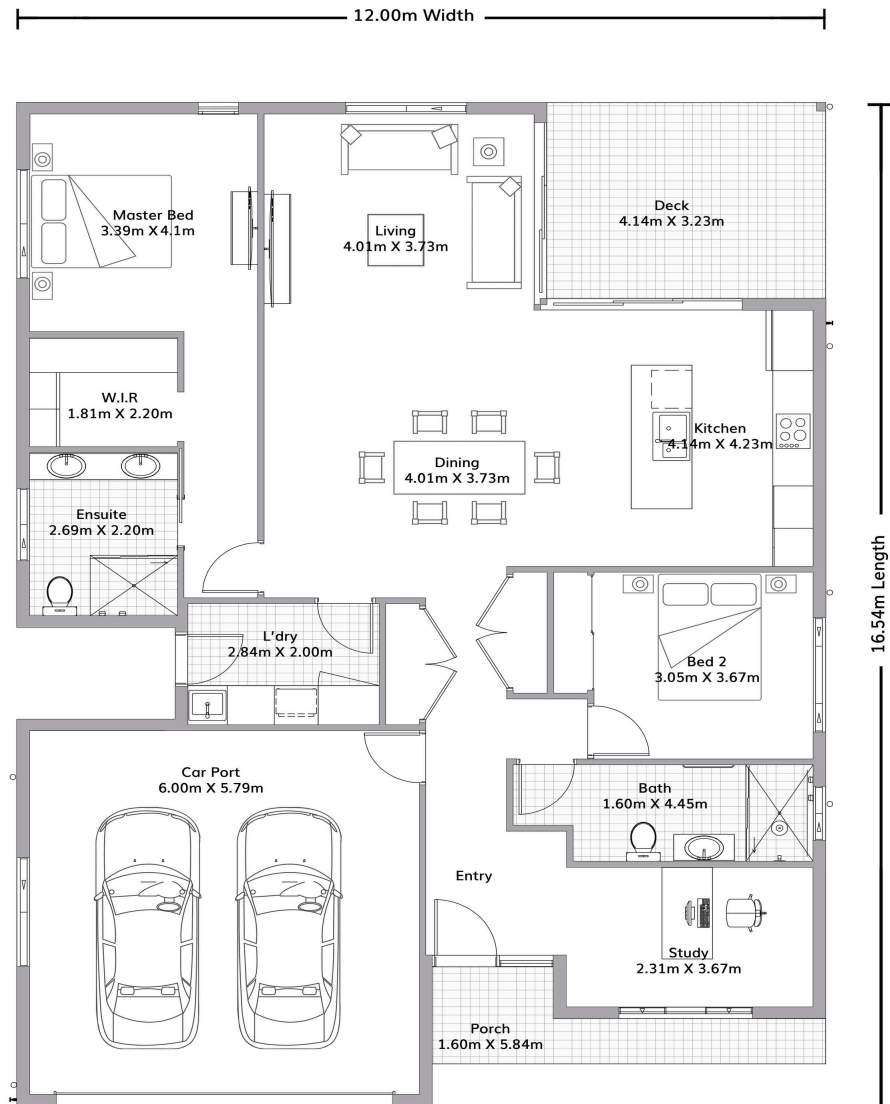 12.00m Width
Master Bed
3.39m X 4.1m
Living
4.01m X 3.73m
Deck
4.14m X 3.23m
W.I.R
1.81m X 2.20m
Dining
4.01m X 3.73m
Kitchen
4.14m X 4.23m
Ensuite
2.69m X 2.20m
16.54m Length
L'dry
2.84m X 2.00m
Bed 2
3.05m X 3.67m
Car Port
6.00m X 5.79m
Bath
1.60m X 4.45m
Entry
Study
2.31m X 3.67m
Porch
1.60m X 5.84m